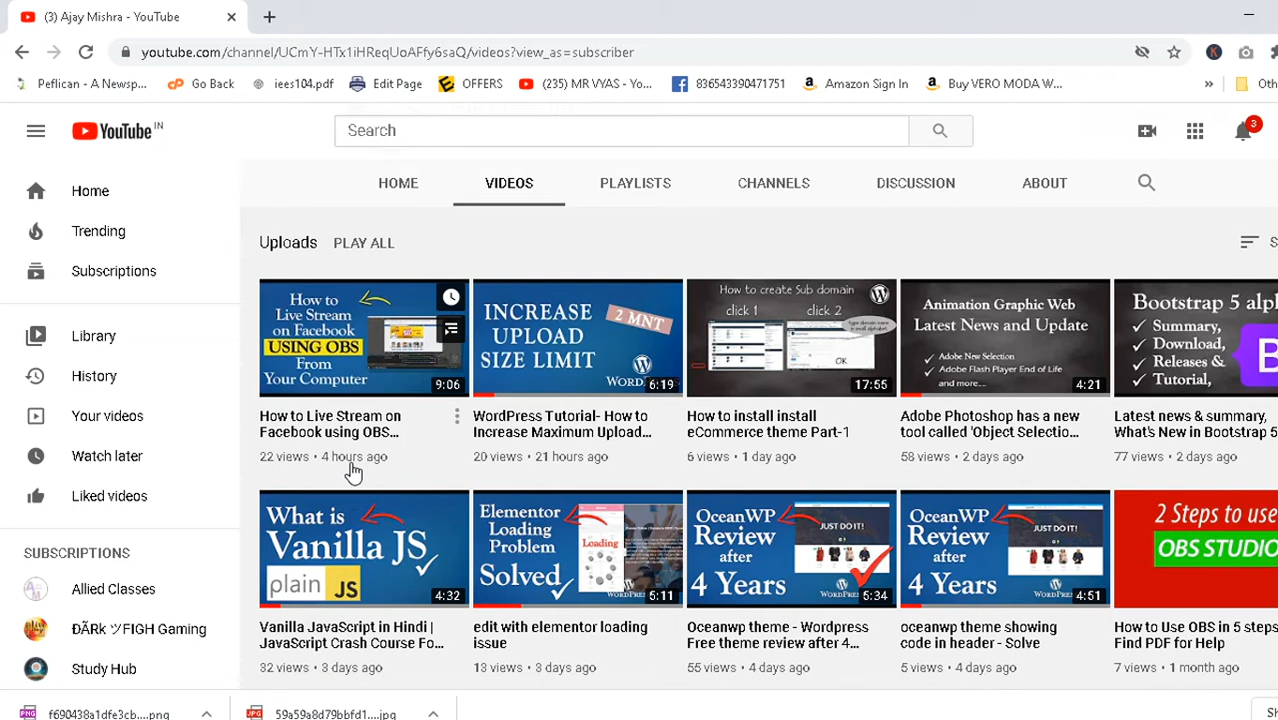 (3) Ajay Mishra - YouTube
youtube.com/channel/UCmY-HTx1iHReqUoAFfy6saQ/videos?view_as=subscriber
Peflican - A Newsp... Go Back iees104.pdf Edit Page OFFERS (235) MR VYAS - Yo... 836543390471751 Amazon Sign In Buy VERO MODA W... » Oth
YouTube IN
Search
3
HOME VIDEOS PLAYLISTS CHANNELS DISCUSSION ABOUT
Home
Trending
Subscriptions
Library
History
Your videos
Watch later
Liked videos
SUBSCRIPTIONS
Allied Classes
ĐÃRk ツFIGH Gaming
Study Hub
Uploads PLAY ALL S
How to
Live Stream
on Facebook
USING OBS
From
Your Computer
9:06
How to Live Stream on
Facebook using OBS...
22 views • 4 hours ago
INCREASE
UPLOAD
SIZE LIMIT
2 MNT
6:19
WordPress Tutorial- How to
Increase Maximum Upload...
20 views • 21 hours ago
How to create Sub domain
click 1 click 2
OK
17:55
How to install install
eCommerce theme Part-1
6 views • 1 day ago
Animation Graphic Web
Latest News and Update
✓ Adobe New Selection
✓ Adobe Flash Player End of Life
and more....
4:21
Adobe Photoshop has a new
tool called 'Object Selectio...
58 views • 2 days ago
Bootstrap 5 alph
✓ Summary,
✓ Download,
✓ Releases &
✓ Tutorial,
B
Latest news & summary,
What's New in Bootstrap 5
77 views • 2 days ago
What is
Vanilla JS
plain JS
4:32
Vanilla JavaScript in Hindi |
JavaScript Crash Course Fo...
32 views • 3 days ago
Elementor
Loading
Problem
Solved
Loading
5:11
edit with elementor loading
issue
13 views • 3 days ago
OceanWP
Review
after
4 Years
JUST DO IT!
5:34
Oceanwp theme - Wordpress
Free theme review after 4...
55 views • 4 days ago
OceanWP
Review
after
4 Years
JUST DO IT!
4:51
oceanwp theme showing
code in header - Solve
5 views • 4 days ago
2 Steps to use
OBS STUDIO
How to Use OBS in 5 steps
Find PDF for Help
7 views • 1 month ago
f690438a1dfe3cb....png
59a59a8d79bbfd1....jpg
Sh